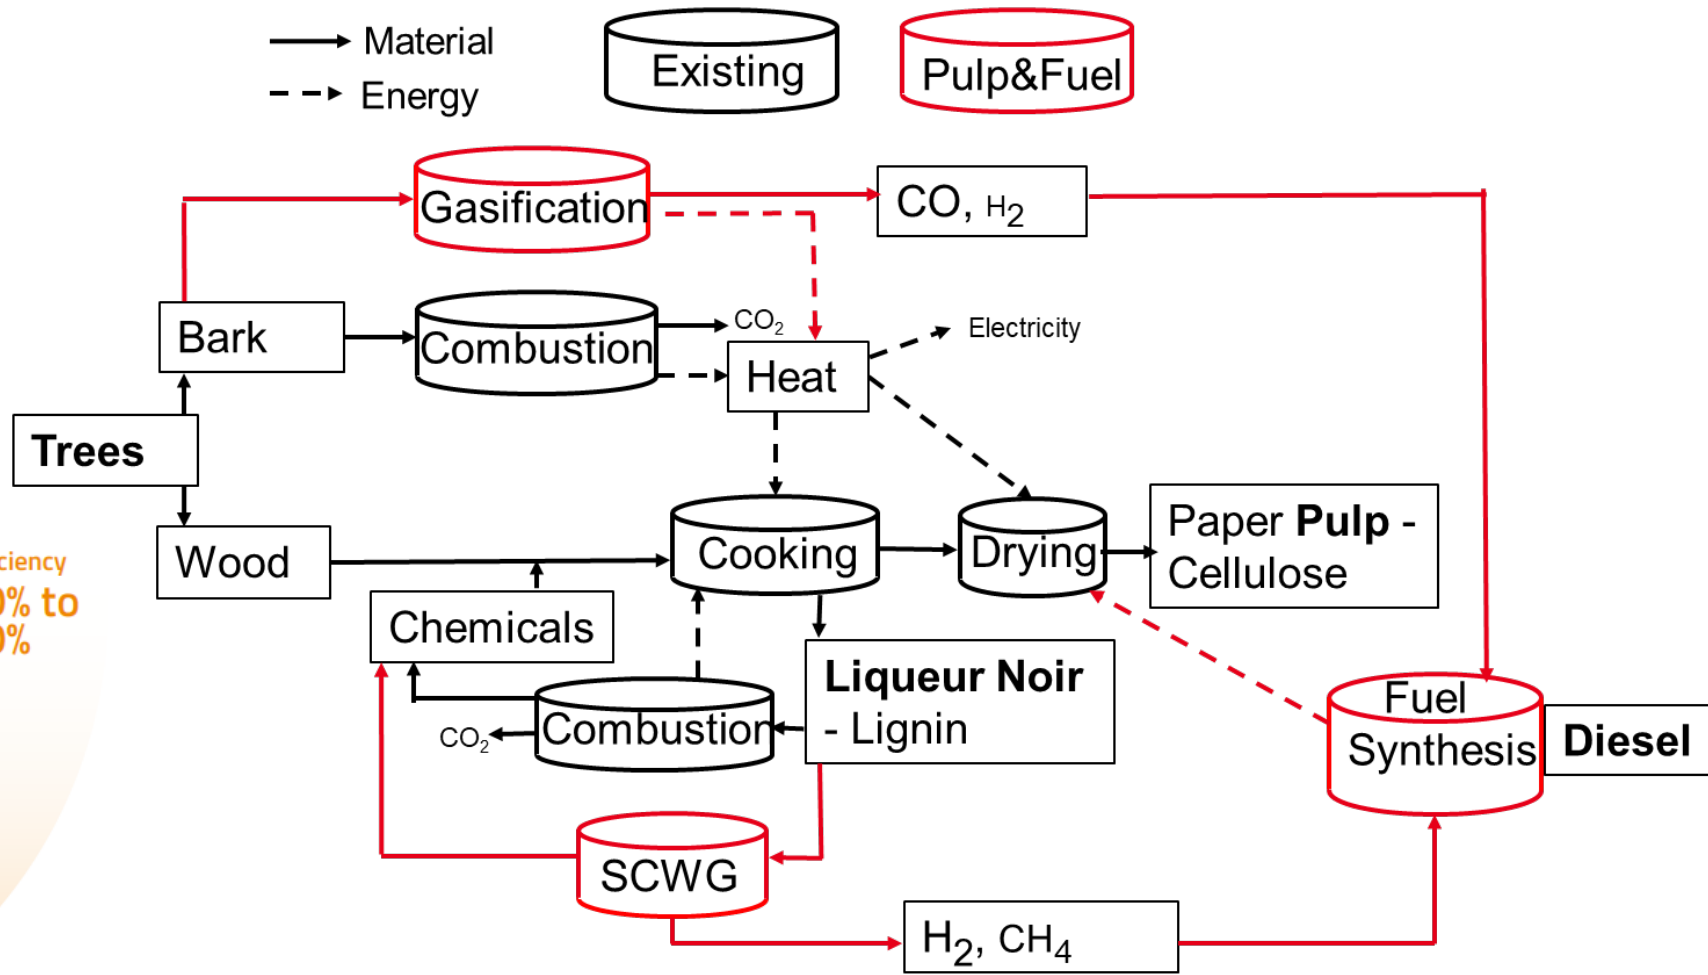 Material
Energy
Existing
Pulp&Fuel
Gasification
CO, H2
Bark
Combustion
CO2
Heat
Electricity
Trees
Wood
Cooking
Drying
Paper Pulp -
Cellulose
Chemicals
Liqueur Noir
- Lignin
Combustion
CO2
Fuel
Synthesis
Diesel
SCWG
H2, CH4
% to
%